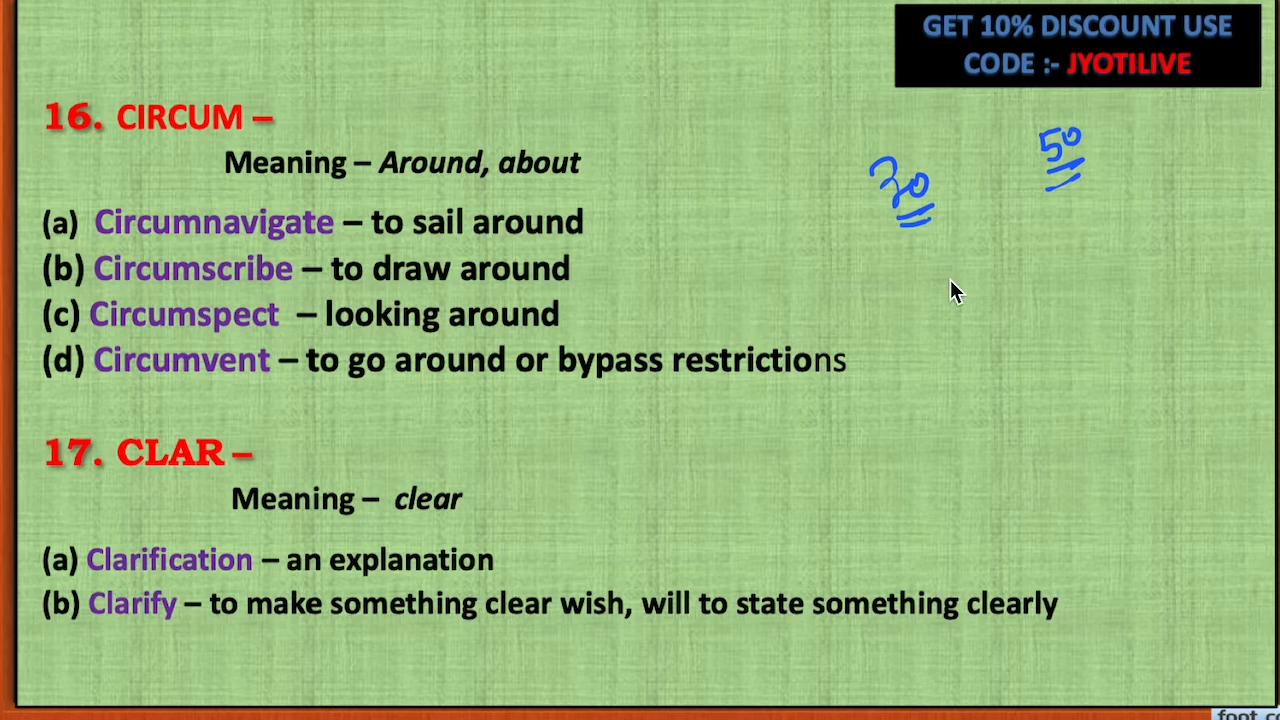 GET 10% DISCOUNT USE
CODE :- JYOTILIVE
16. CIRCUM –
Meaning – Around, about
50
(a) Circumnavigate – to sail around
(b) Circumscribe – to draw around
(c) Circumspect – looking around
(d) Circumvent – to go around or bypass restrictions
17. CLAR –
Meaning – clear
(a) Clarification – an explanation
(b) Clarify – to make something clear wish, will to state something clearly